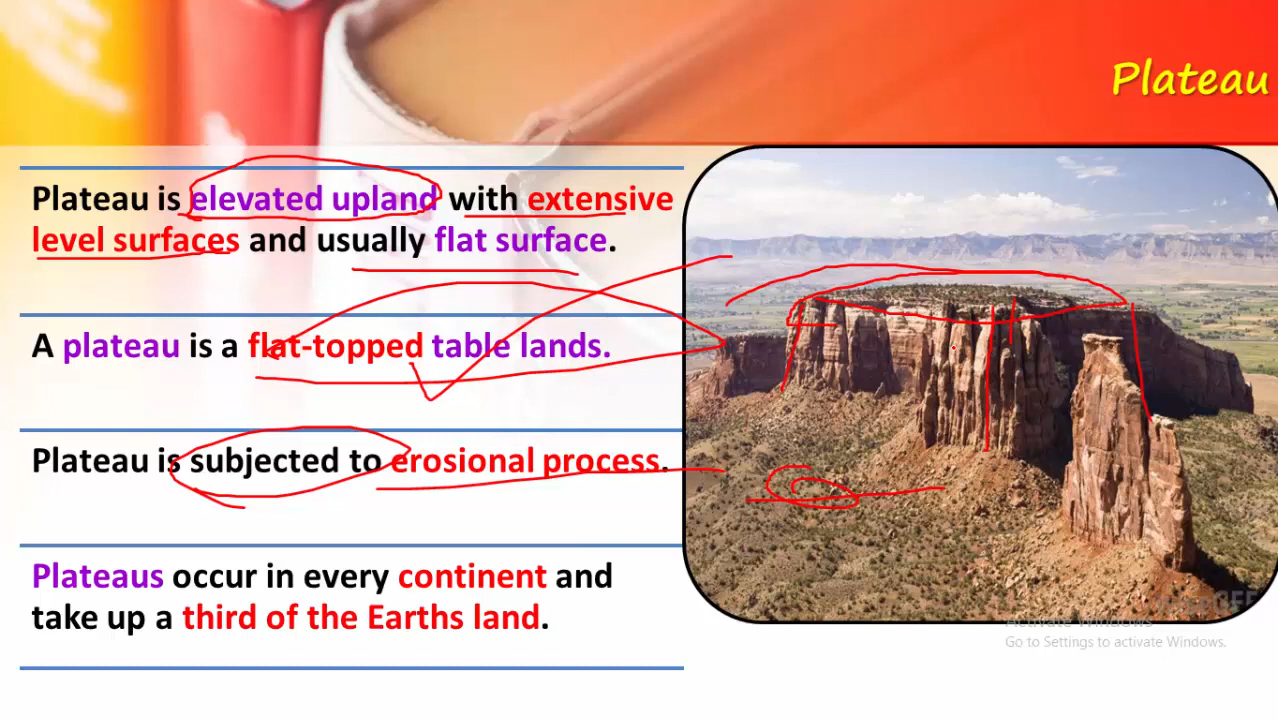 Plateau
Plateau is elevated upland with extensive
level surfaces and usually flat surface.
A plateau is a flat-topped table lands.
Plateau is subjected to erosional process.
Plateaus occur in every continent and
take up a third of the Earths land.
Activate Windows
Go to Settings to activate Windows.